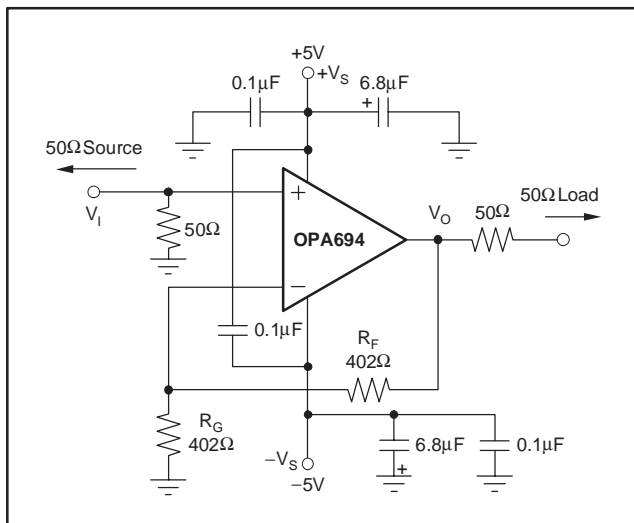 +5V
+V_S
0.1μF
6.8μF
+
50Ω Source
V_I
50Ω
+
OPA694
−
V_O
50Ω
50Ω Load
0.1μF
R_F
402Ω
R_G
402Ω
−V_S
−5V
6.8μF
+
0.1μF